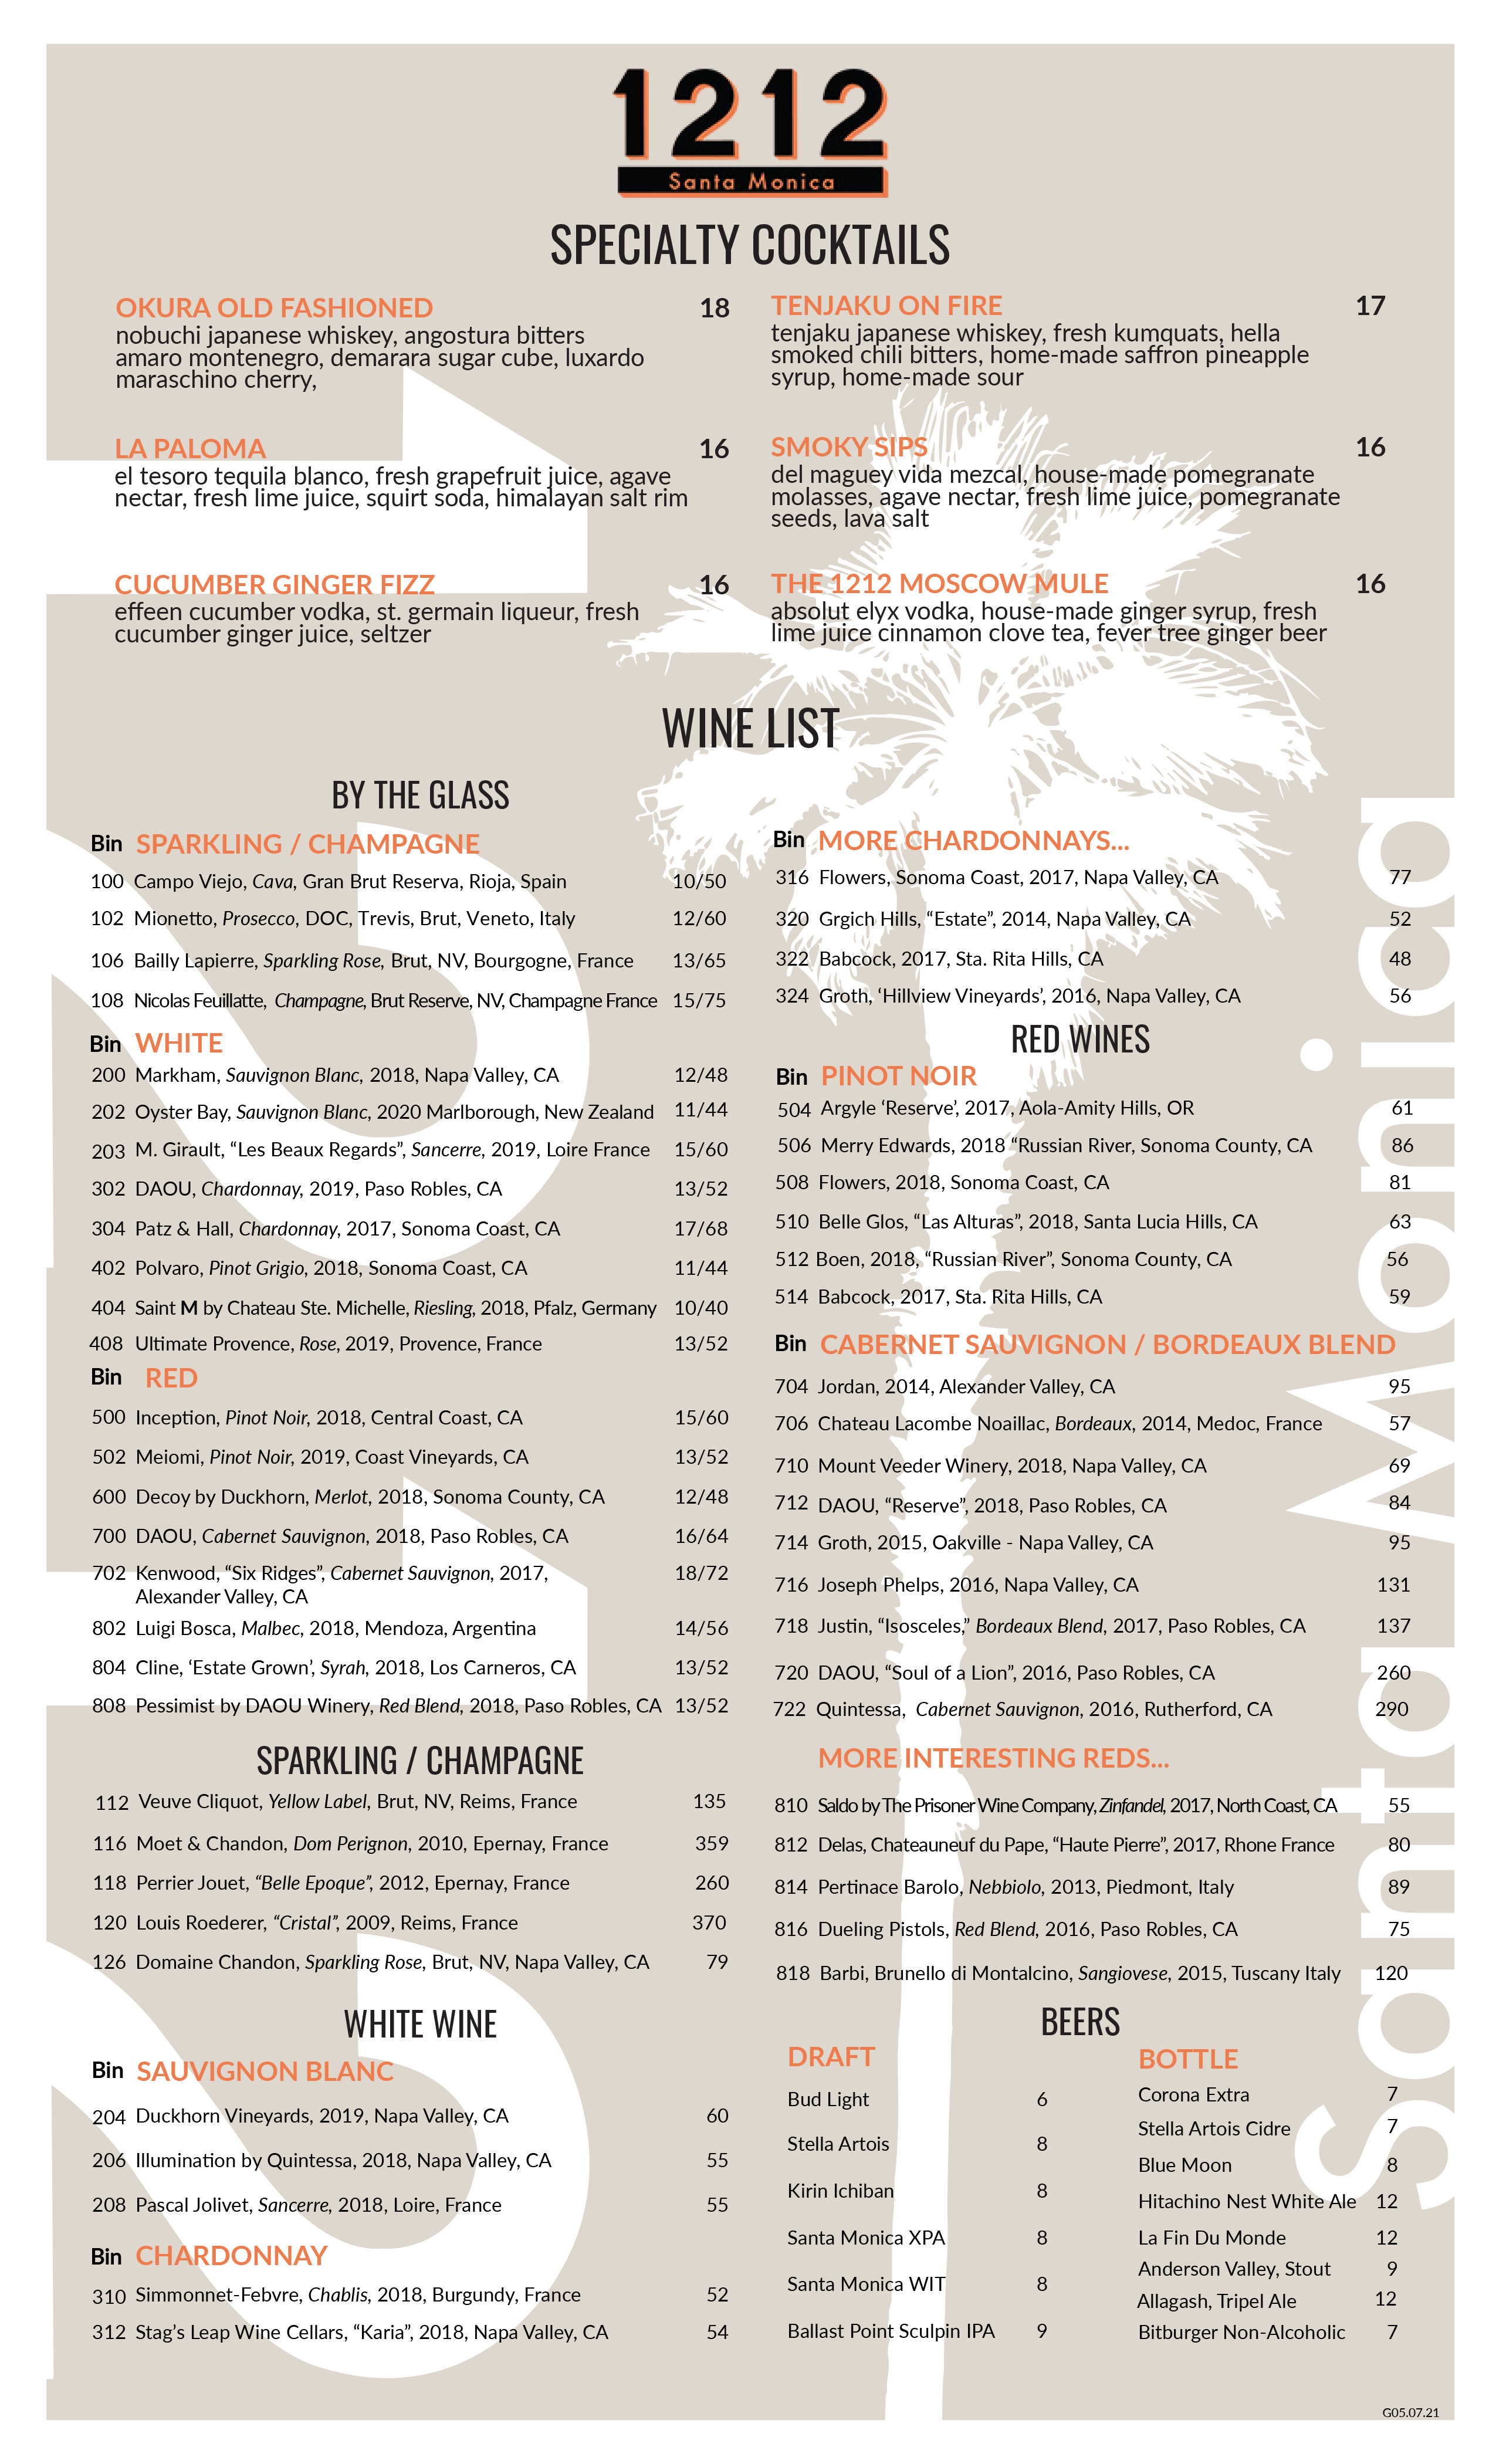 1212
Santa Monica
SPECIALTY COCKTAILS
OKURA OLD FASHIONED 18
nobuchi japanese whiskey, angostura bitters
amaro montenegro, demarara sugar cube, luxardo
maraschino cherry,
LA PALOMA 16
el tesoro tequila blanco, fresh grapefruit juice, agave
nectar, fresh lime juice, squirt soda, himalayan salt rim
CUCUMBER GINGER FIZZ 16
effeen cucumber vodka, st. germain liqueur, fresh
cucumber ginger juice, seltzer
TENJAKU ON FIRE 17
tenjaku japanese whiskey, fresh kumquats, hella
smoked chili bitters, home-made saffron pineapple
syrup, home-made sour
SMOKY SIPS 16
del maguey vida mezcal, house-made pomegranate
molasses, agave nectar, fresh lime juice, pomegranate
seeds, lava salt
THE 1212 MOSCOW MULE 16
absolut elyx vodka, house-made ginger syrup, fresh
lime juice cinnamon clove tea, fever tree ginger beer
WINE LIST
BY THE GLASS
Bin SPARKLING / CHAMPAGNE
100 Campo Viejo, Cava, Gran Brut Reserva, Rioja, Spain 10/50
102 Mionetto, Prosecco, DOC, Trevis, Brut, Veneto, Italy 12/60
106 Bailly Lapierre, Sparkling Rose, Brut, NV, Bourgogne, France 13/65
108 Nicolas Feuillatte, Champagne, Brut Reserve, NV, Champagne France 15/75
Bin WHITE
200 Markham, Sauvignon Blanc, 2018, Napa Valley, CA 12/48
202 Oyster Bay, Sauvignon Blanc, 2020 Marlborough, New Zealand 11/44
203 M. Girault, “Les Beaux Regards”, Sancerre, 2019, Loire France 15/60
302 DAOU, Chardonnay, 2019, Paso Robles, CA 13/52
304 Patz & Hall, Chardonnay, 2017, Sonoma Coast, CA 17/68
402 Polvaro, Pinot Grigio, 2018, Sonoma Coast, CA 11/44
404 Saint M by Chateau Ste. Michelle, Riesling, 2018, Pfalz, Germany 10/40
408 Ultimate Provence, Rose, 2019, Provence, France 13/52
Bin RED
500 Inception, Pinot Noir, 2018, Central Coast, CA 15/60
502 Meiomi, Pinot Noir, 2019, Coast Vineyards, CA 13/52
600 Decoy by Duckhorn, Merlot, 2018, Sonoma County, CA 12/48
700 DAOU, Cabernet Sauvignon, 2018, Paso Robles, CA 16/64
702 Kenwood, “Six Ridges”, Cabernet Sauvignon, 2017, 18/72
Alexander Valley, CA
802 Luigi Bosca, Malbec, 2018, Mendoza, Argentina 14/56
804 Cline, ‘Estate Grown’, Syrah, 2018, Los Carneros, CA 13/52
808 Pessimist by DAOU Winery, Red Blend, 2018, Paso Robles, CA 13/52
SPARKLING / CHAMPAGNE
112 Veuve Cliquot, Yellow Label, Brut, NV, Reims, France 135
116 Moet & Chandon, Dom Perignon, 2010, Epernay, France 359
118 Perrier Jouet, “Belle Epoque”, 2012, Epernay, France 260
120 Louis Roederer, “Cristal”, 2009, Reims, France 370
126 Domaine Chandon, Sparkling Rose, Brut, NV, Napa Valley, CA 79
WHITE WINE
Bin SAUVIGNON BLANC
204 Duckhorn Vineyards, 2019, Napa Valley, CA 60
206 Illumination by Quintessa, 2018, Napa Valley, CA 55
208 Pascal Jolivet, Sancerre, 2018, Loire, France 55
Bin CHARDONNAY
310 Simmonnet-Febvre, Chablis, 2018, Burgundy, France 52
312 Stag’s Leap Wine Cellars, “Karia”, 2018, Napa Valley, CA 54
Bin MORE CHARDONNAYS...
316 Flowers, Sonoma Coast, 2017, Napa Valley, CA 77
320 Grgich Hills, “Estate”, 2014, Napa Valley, CA 52
322 Babcock, 2017, Sta. Rita Hills, CA 48
324 Groth, ‘Hillview Vineyards’, 2016, Napa Valley, CA 56
RED WINES
Bin PINOT NOIR
504 Argyle ‘Reserve’, 2017, Aola-Amity Hills, OR 61
506 Merry Edwards, 2018 “Russian River, Sonoma County, CA 86
508 Flowers, 2018, Sonoma Coast, CA 81
510 Belle Glos, “Las Alturas”, 2018, Santa Lucia Hills, CA 63
512 Boen, 2018, “Russian River”, Sonoma County, CA 56
514 Babcock, 2017, Sta. Rita Hills, CA 59
Bin CABERNET SAUVIGNON / BORDEAUX BLEND
704 Jordan, 2014, Alexander Valley, CA 95
706 Chateau Lacombe Noaillac, Bordeaux, 2014, Medoc, France 57
710 Mount Veeder Winery, 2018, Napa Valley, CA 69
712 DAOU, “Reserve”, 2018, Paso Robles, CA 84
714 Groth, 2015, Oakville - Napa Valley, CA 95
716 Joseph Phelps, 2016, Napa Valley, CA 131
718 Justin, “Isosceles,” Bordeaux Blend, 2017, Paso Robles, CA 137
720 DAOU, “Soul of a Lion”, 2016, Paso Robles, CA 260
722 Quintessa, Cabernet Sauvignon, 2016, Rutherford, CA 290
MORE INTERESTING REDS...
810 Saldo by The Prisoner Wine Company, Zinfandel, 2017, North Coast, CA 55
812 Delas, Chateauneuf du Pape, “Haute Pierre”, 2017, Rhone France 80
814 Pertinace Barolo, Nebbiolo, 2013, Piedmont, Italy 89
816 Dueling Pistols, Red Blend, 2016, Paso Robles, CA 75
818 Barbi, Brunello di Montalcino, Sangiovese, 2015, Tuscany Italy 120
BEERS
DRAFT
Bud Light 6
Stella Artois 8
Kirin Ichiban 8
Santa Monica XPA 8
Santa Monica WIT 8
Ballast Point Sculpin IPA 9
BOTTLE
Corona Extra 7
Stella Artois Cidre 7
Blue Moon 8
Hitachino Nest White Ale 12
La Fin Du Monde 12
Anderson Valley, Stout 9
Allagash, Tripel Ale 12
Bitburger Non-Alcoholic 7
G05.07.21
1212
Santa Monica